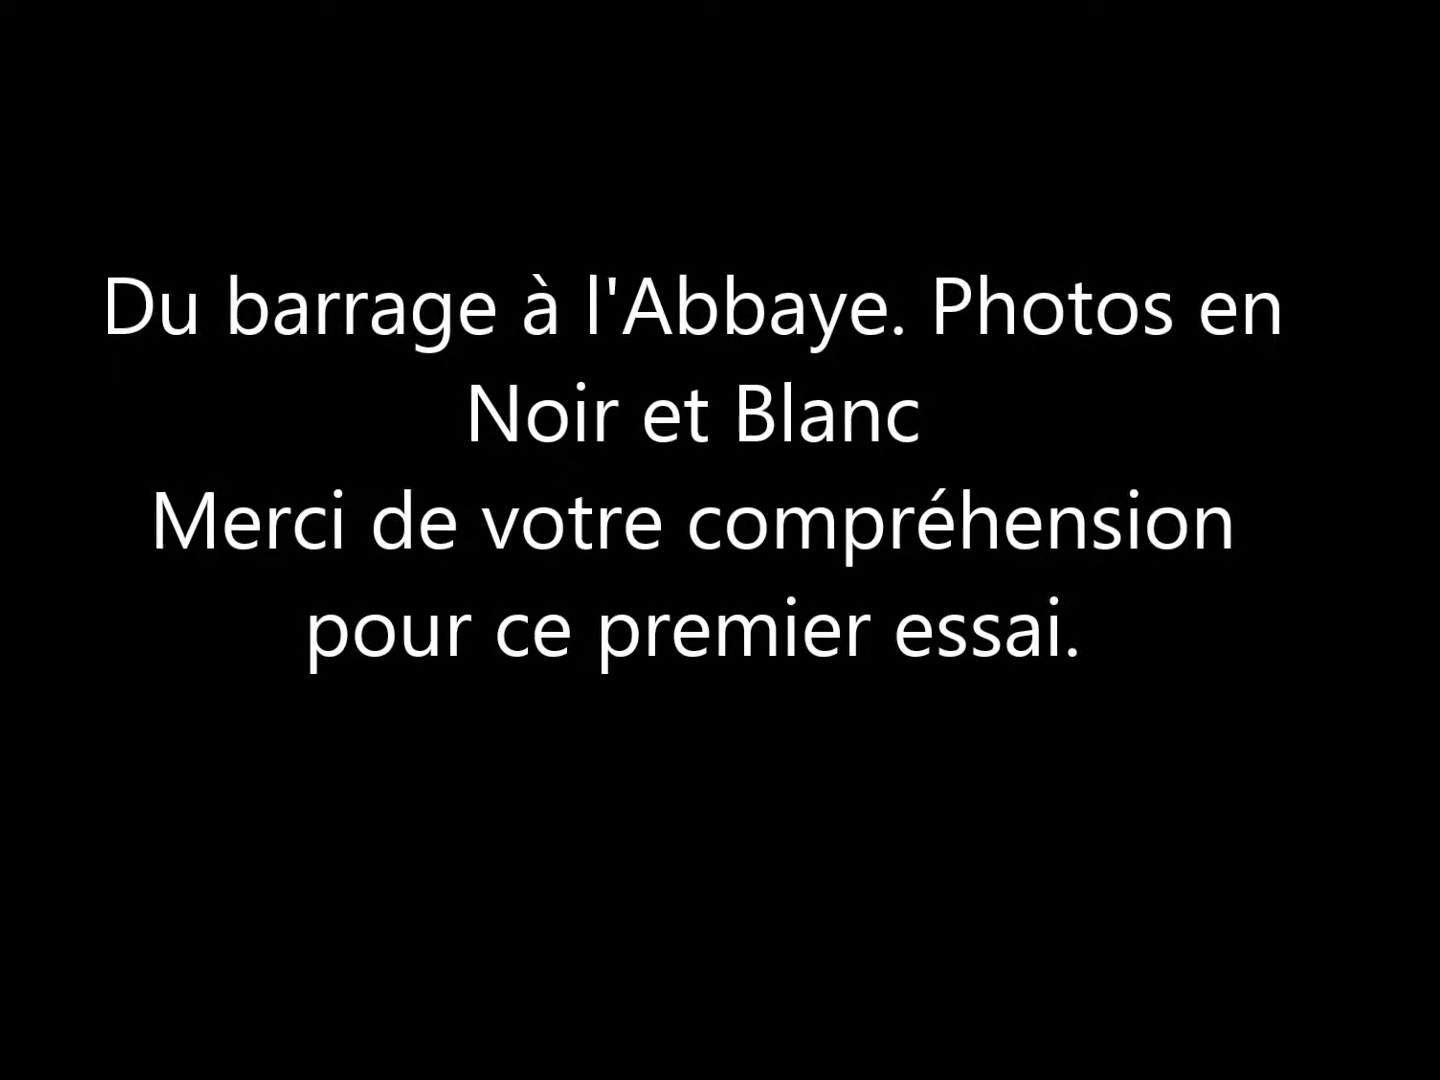 Du barrage à l'Abbaye. Photos en
Noir et Blanc
Merci de votre compréhension
pour ce premier essai.